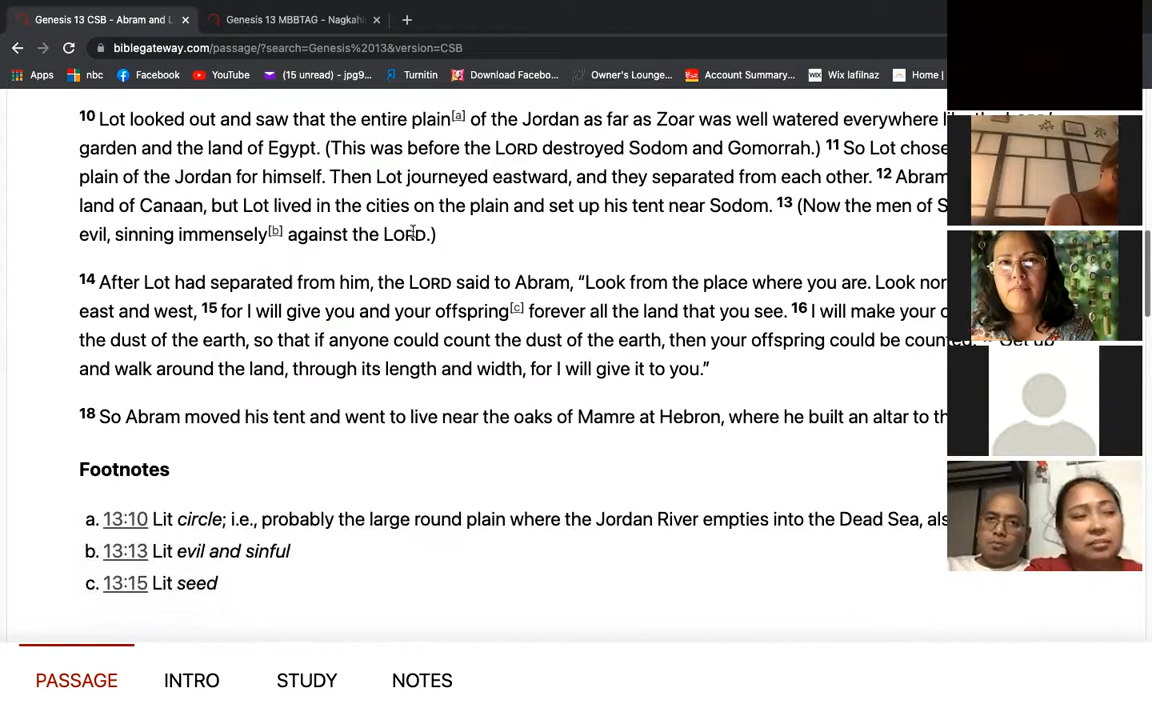 Genesis 13 CSB - Abram and L
Genesis 13 MBBTAG - Nagkahi
biblegateway.com/passage/?search=Genesis%2013&version=CSB
Apps nbc Facebook YouTube (15 unread) - jpg9... Turnitin Download Facebo... Owner's Lounge... Account Summary... WIX Wix lafilnaz Home |
10 Lot looked out and saw that the entire plain[a] of the Jordan as far as Zoar was well watered everywhere
garden and the land of Egypt. (This was before the LORD destroyed Sodom and Gomorrah.) 11 So Lot chose
plain of the Jordan for himself. Then Lot journeyed eastward, and they separated from each other. 12 Abram
land of Canaan, but Lot lived in the cities on the plain and set up his tent near Sodom. 13 (Now the men of S
evil, sinning immensely[b] against the LORD.)
14 After Lot had separated from him, the LORD said to Abram, “Look from the place where you are. Look nor
east and west, 15 for I will give you and your offspring[c] forever all the land that you see. 16 I will make your o
the dust of the earth, so that if anyone could count the dust of the earth, then your offspring could be counted. Get up
and walk around the land, through its length and width, for I will give it to you.”
18 So Abram moved his tent and went to live near the oaks of Mamre at Hebron, where he built an altar to th
Footnotes
a. 13:10 Lit circle; i.e., probably the large round plain where the Jordan River empties into the Dead Sea, als
b. 13:13 Lit evil and sinful
c. 13:15 Lit seed
PASSAGE INTRO STUDY NOTES